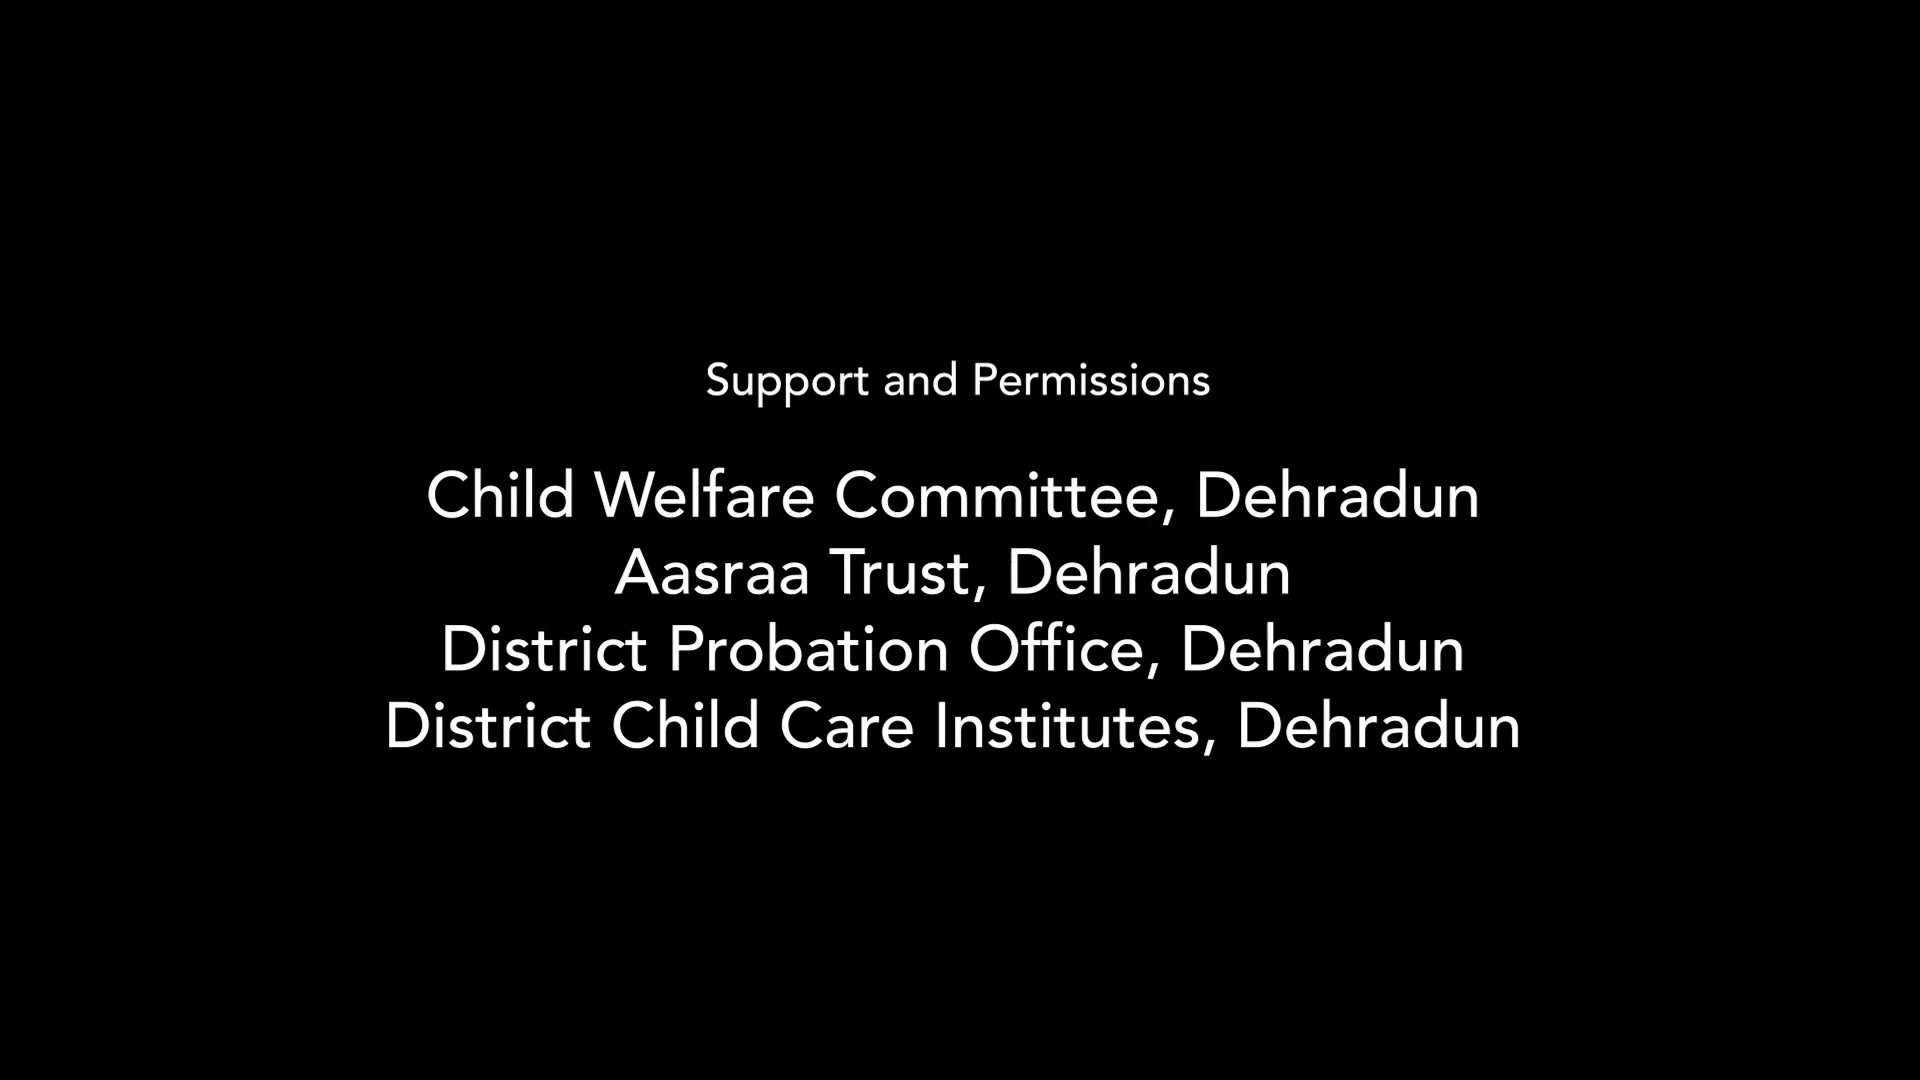 Support and Permissions
Child Welfare Committee, Dehradun
Aasraa Trust, Dehradun
District Probation Office, Dehradun
District Child Care Institutes, Dehradun